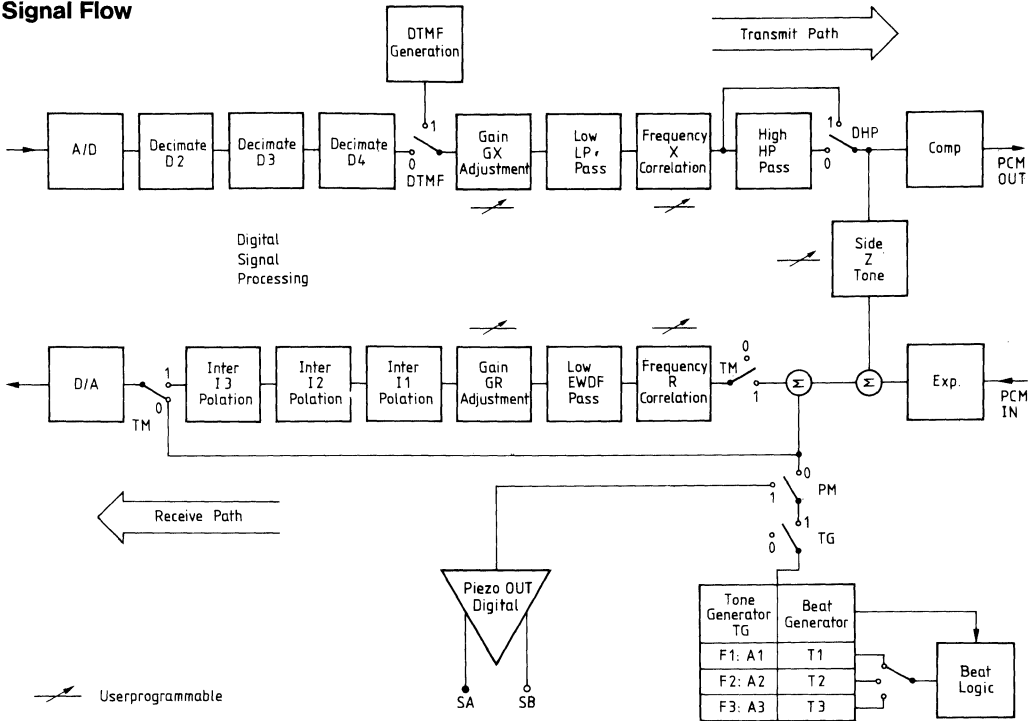 Signal Flow
DTMF
Generation
Transmit Path
A/D
Decimate
D2
Decimate
D3
Decimate
D4
1
0
DTMF
Gain
GX
Adjustment
Low
LP
Pass
Frequency
X
Correlation
High
HP
Pass
1
DHP
0
Comp
PCM
OUT
Digital
Signal
Processing
Side
Z
Tone
D/A
1
0
TM
Inter
I3
Polation
Inter
I2
Polation
Inter
I1
Polation
Gain
GR
Adjustment
Low
EWDF
Pass
Frequency
R
Correlation
0
TM
1
Σ
Σ
Exp.
PCM
IN
0
1
PM
1
0
TG
Receive Path
Piezo OUT
Digital
SA
SB
Tone
Generator
TG
Beat
Generator
F1: A1
T1
F2: A2
T2
F3: A3
T3
Beat
Logic
Userprogrammable